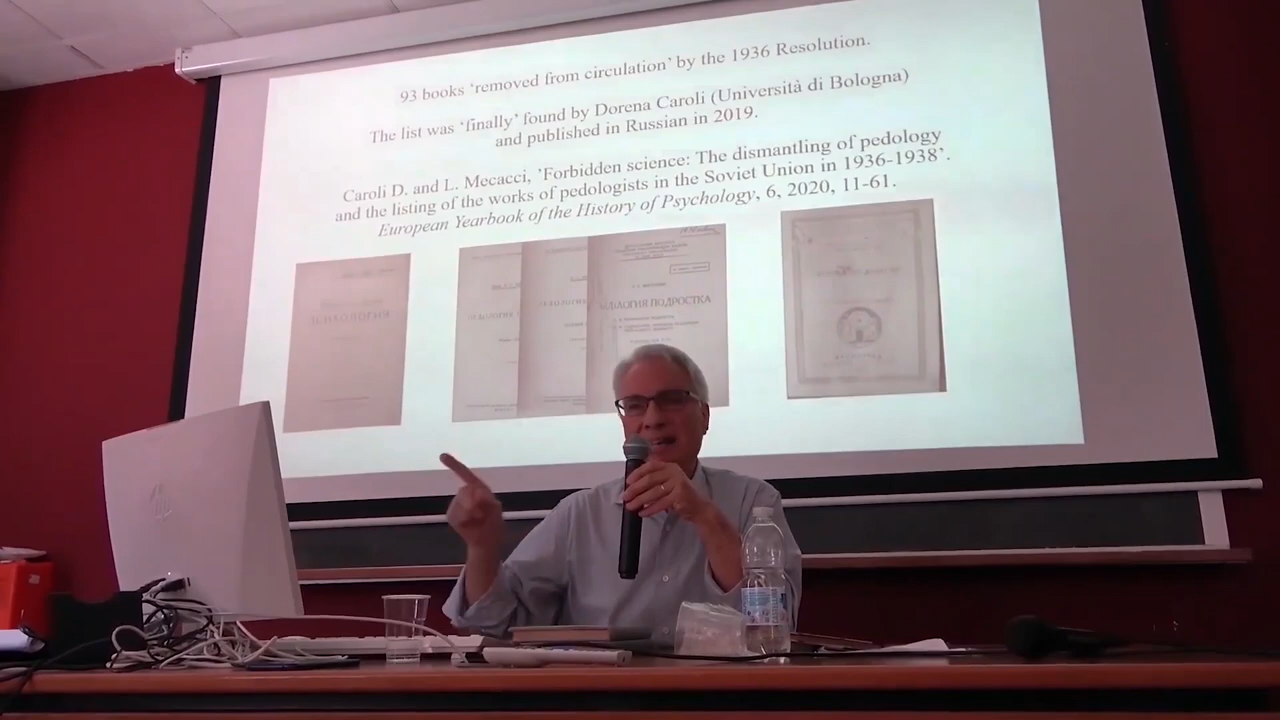 93 books ‘removed from circulation’ by the 1936 Resolution.
The list was ‘finally’ found by Dorena Caroli (Università di Bologna)
and published in Russian in 2019.
Caroli D. and L. Mecacci, ’Forbidden science: The dismantling of pedology
and the listing of the works of pedologists in the Soviet Union in 1936-1938’.
European Yearbook of the History of Psychology, 6, 2020, 11-61.
ПОДРОСТКА
hp